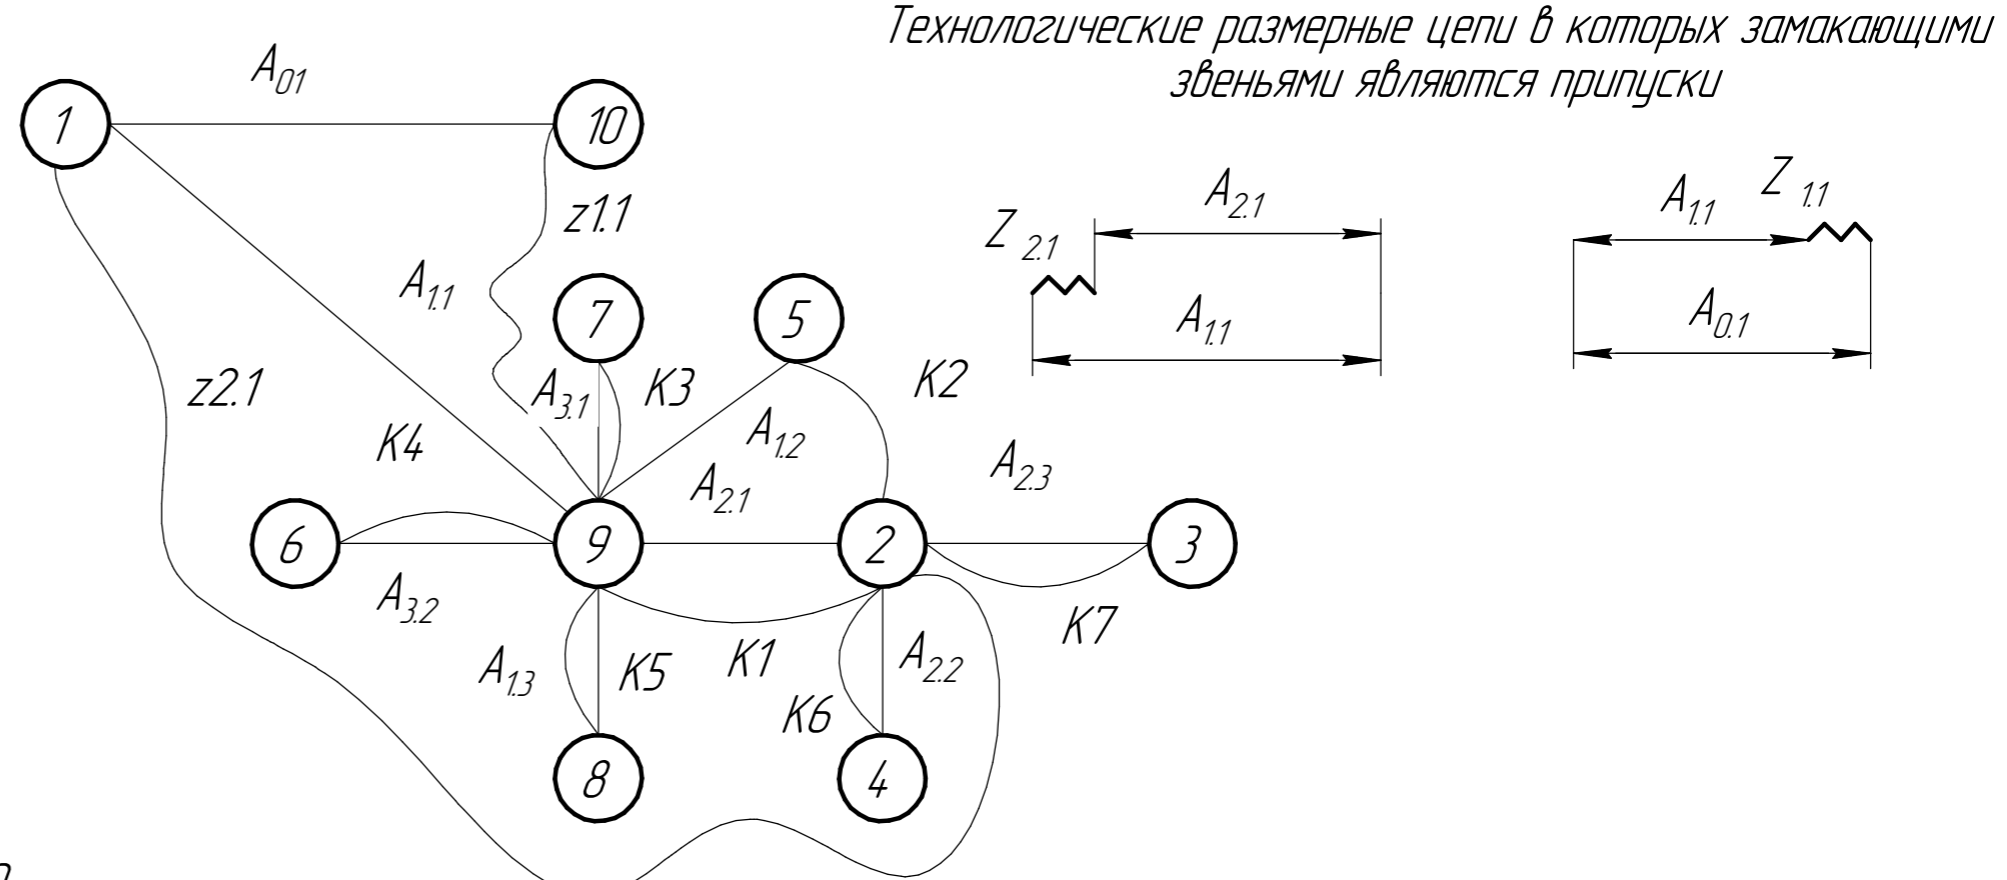 Технологические размерные цепи в которых замакающими
звеньями являются припуски
A01
1
10
z1.1
A1.1
7
5
A3.1
K3
K2
z2.1
K4
A1.2
A2.1
A2.3
6
9
2
3
A3.2
A1.3
K5
K1
A2.2
K7
K6
8
4
Z 2.1
A2.1
A1.1
A1.1
Z 1.1
A0.1